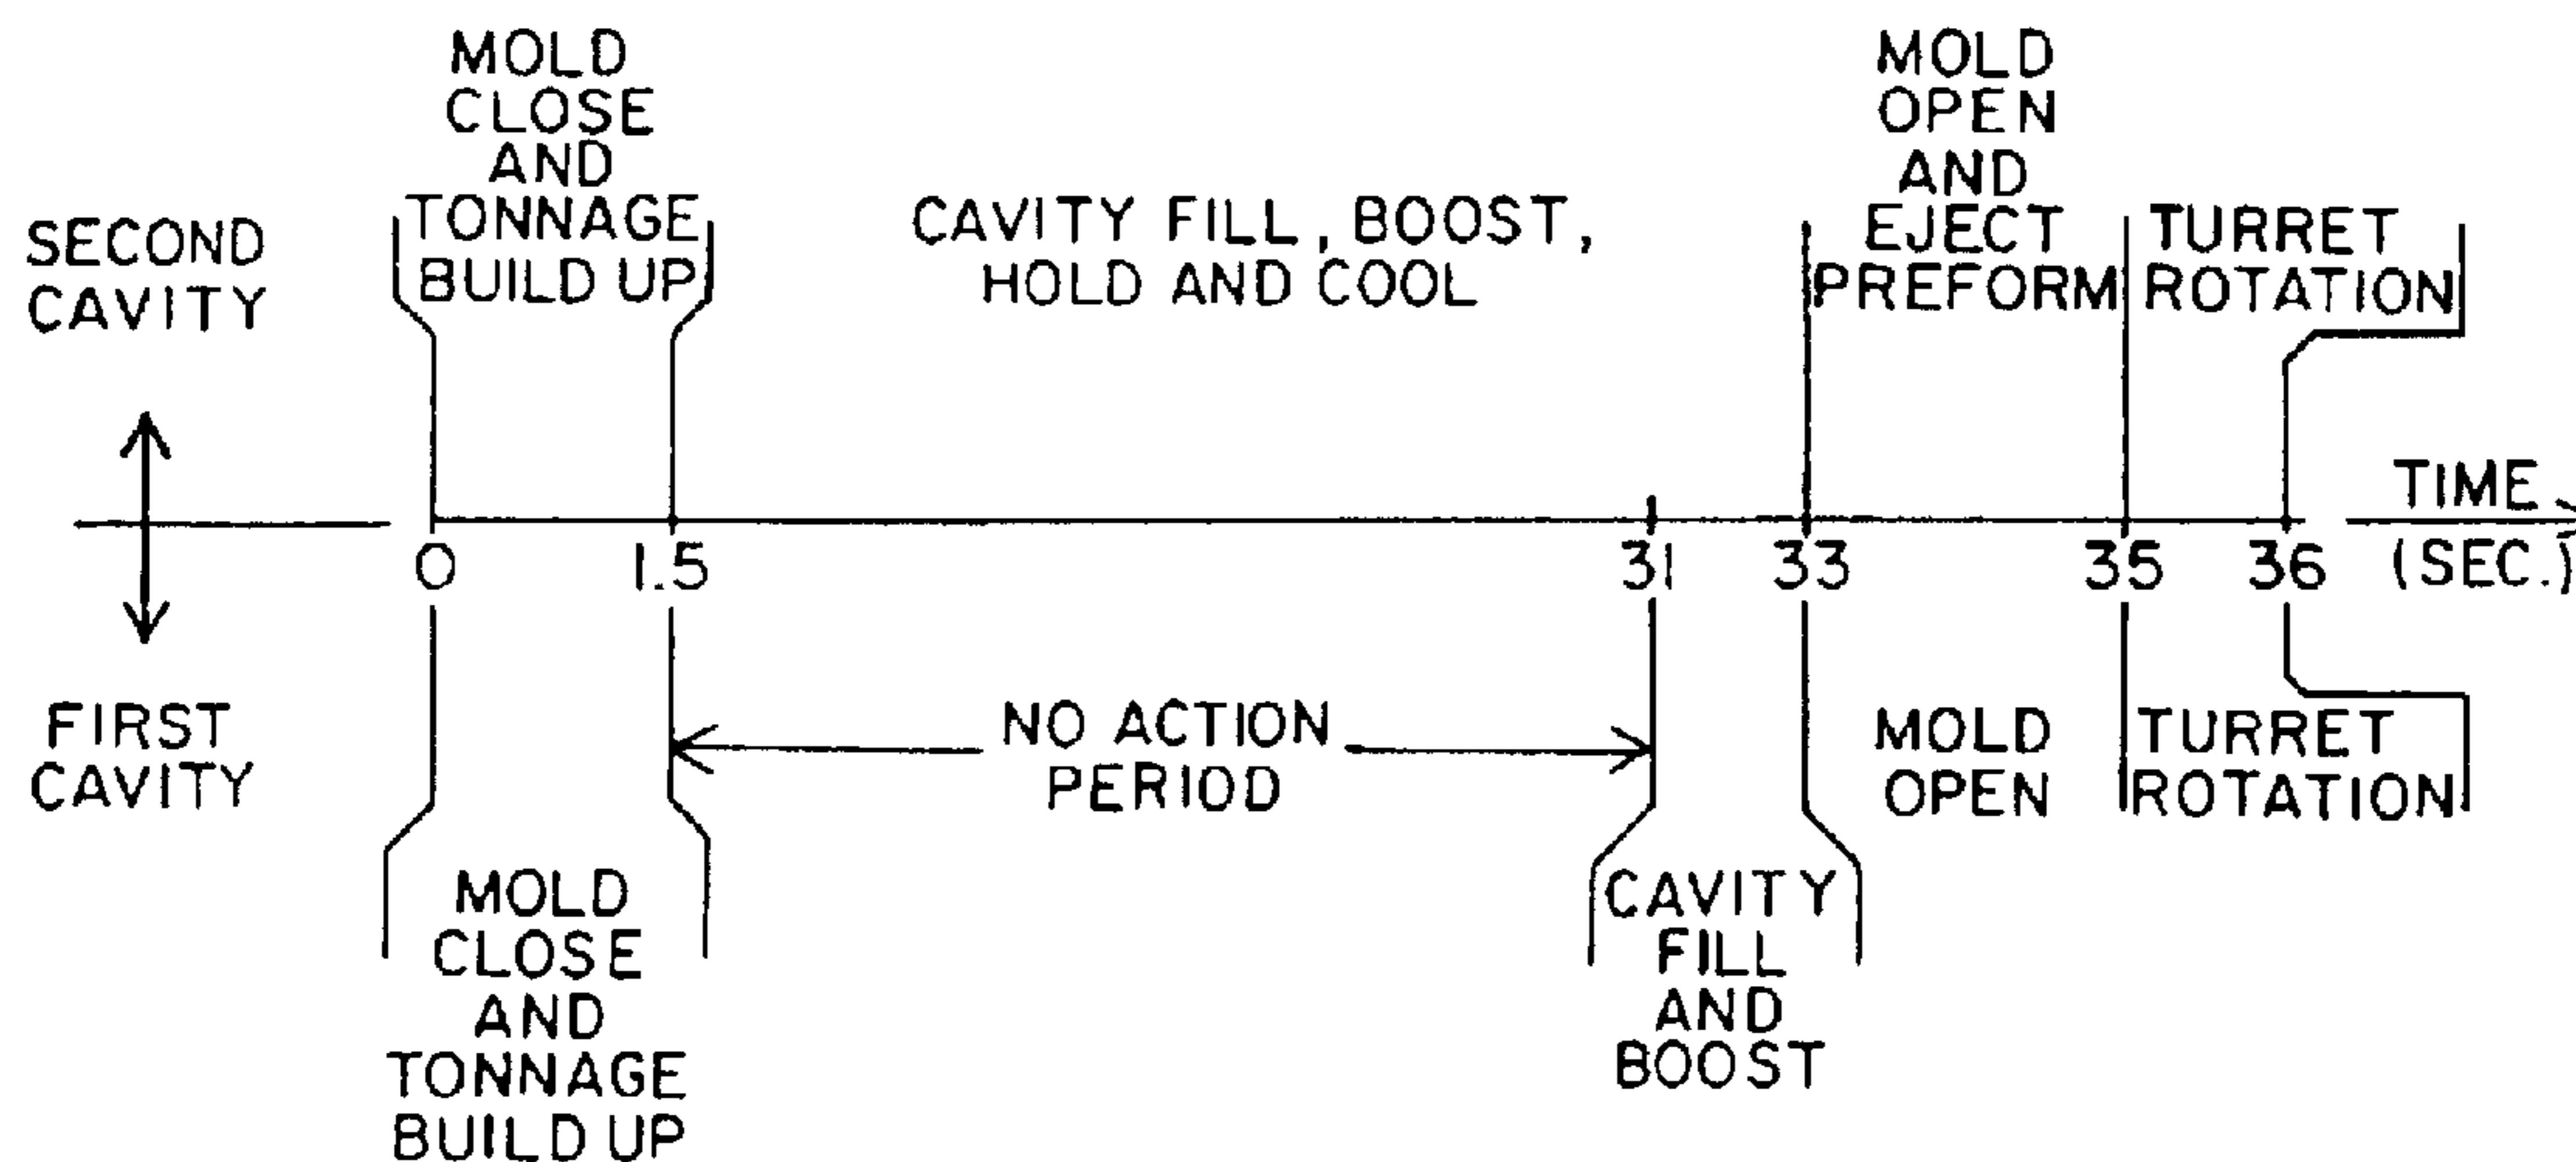 MOLD
CLOSE
AND
TONNAGE
BUILD UP
MOLD
OPEN
AND
EJECT
PREFORM
SECOND
CAVITY
CAVITY FILL, BOOST,
HOLD AND COOL
TURRET
ROTATION
TIME
(SEC.)
0
1.5
31
33
35
36
FIRST
CAVITY
NO ACTION
PERIOD
MOLD
OPEN
TURRET
ROTATION
MOLD
CLOSE
AND
TONNAGE
BUILD UP
CAVITY
FILL
AND
BOOST